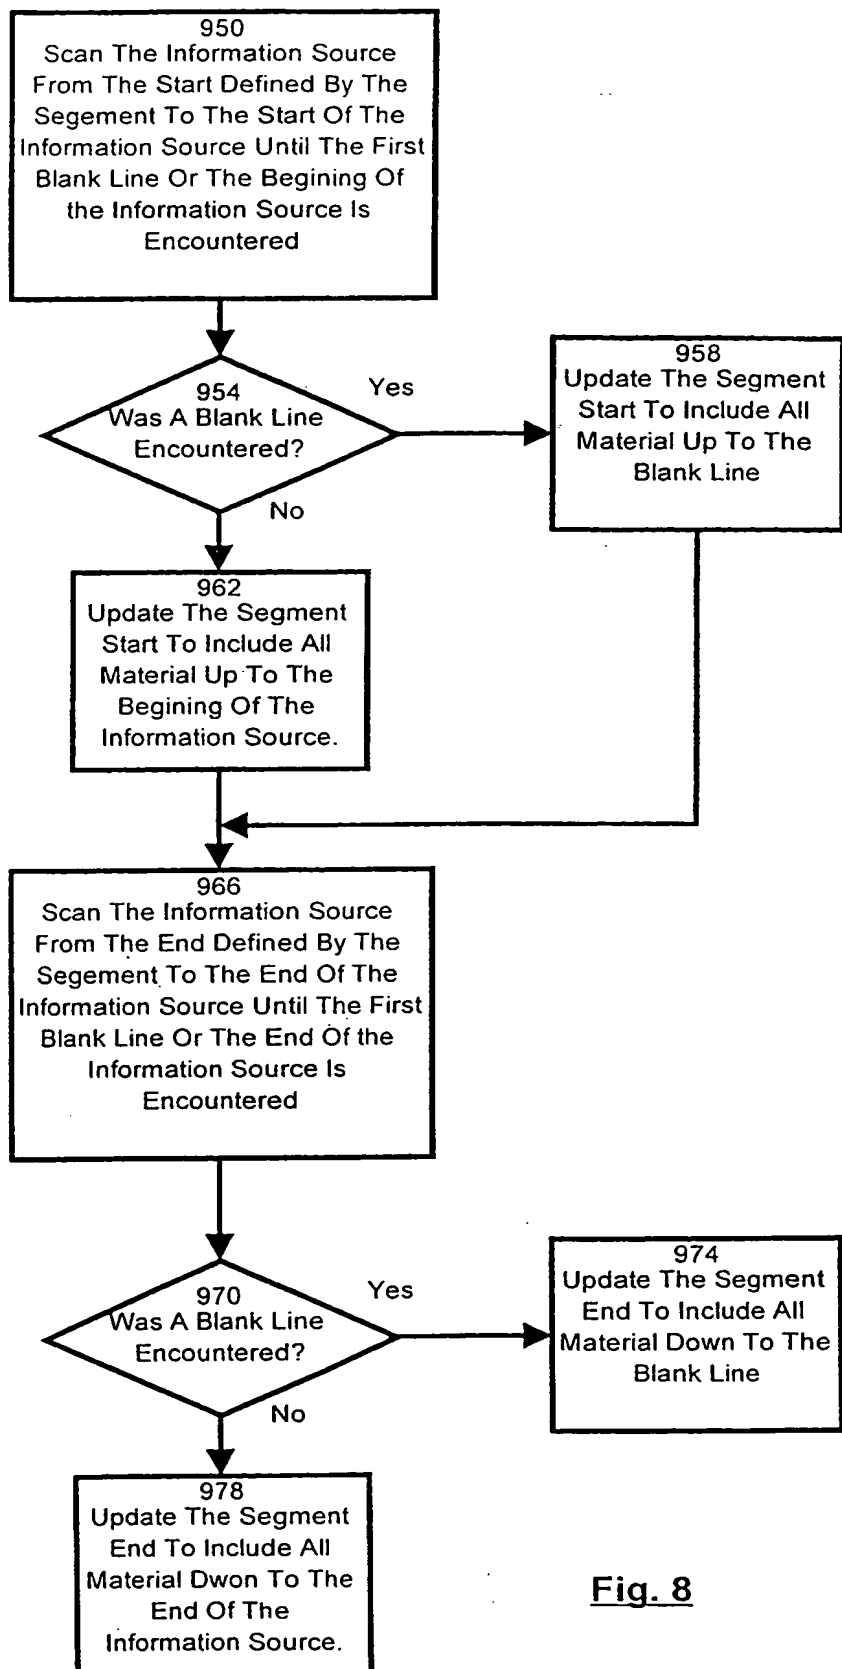 950
Scan The Information Source
From The Start Defined By The
Segement To The Start Of The
Information Source Until The First
Blank Line Or The Begining Of
the Information Source Is
Encountered
954
Was A Blank Line
Encountered?
Yes
No
958
Update The Segment
Start To Include All
Material Up To The
Blank Line
962
Update The Segment
Start To Include All
Material Up To The
Begining Of The
Information Source.
966
Scan The Information Source
From The End Defined By The
Segement To The End Of The
Information Source Until The First
Blank Line Or The End Of the
Information Source Is
Encountered
970
Was A Blank Line
Encountered?
Yes
No
974
Update The Segment
End To Include All
Material Down To The
Blank Line
978
Update The Segment
End To Include All
Material Dwon To The
End Of The
Information Source.
Fig. 8